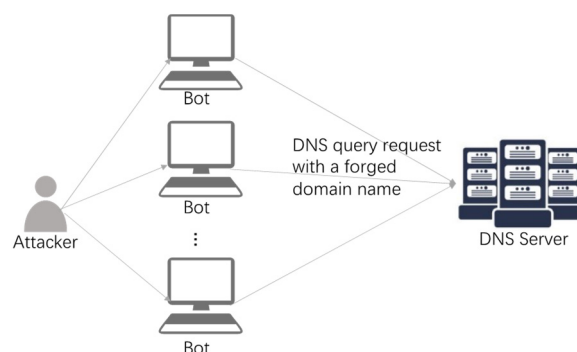 Bot
DNS query request
with a forged
domain name
Bot
Attacker
DNS Server
Bot